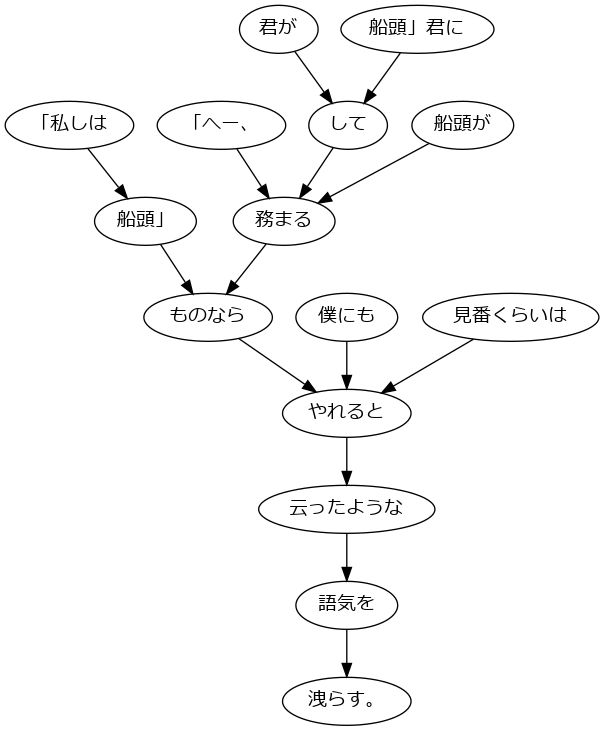 君が
船頭」君に
「私しは
「へー、
して
船頭が
船頭」
務まる
ものなら
僕にも
見番くらいは
やれると
云ったような
語気を
洩らす。